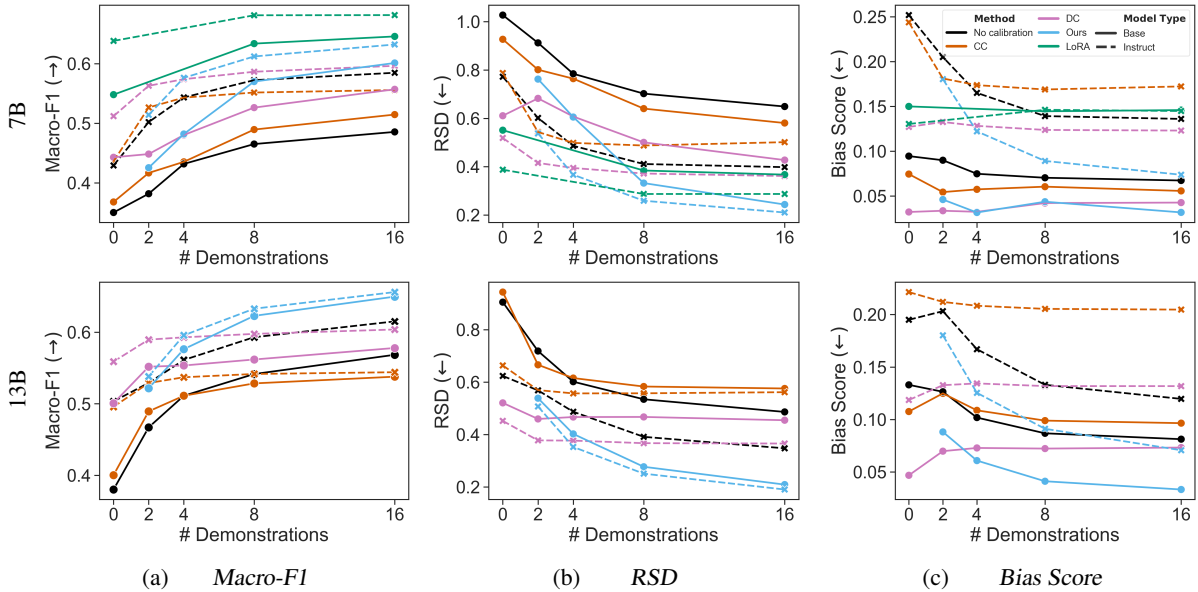 7B
Macro-F1 (→)
0.6
0.5
0.4
0 2 4 8 16
# Demonstrations
RSD (←)
1.0
0.8
0.6
0.4
0.2
0 2 4 8 16
# Demonstrations
Bias Score (←)
0.25
0.20
0.15
0.10
0.05
0 2 4 8 16
# Demonstrations
Method
No calibration
CC
DC
Ours
LoRA
Model Type
Base
Instruct
13B
Macro-F1 (→)
0.6
0.5
0.4
0 2 4 8 16
# Demonstrations
RSD (←)
0.8
0.6
0.4
0.2
0 2 4 8 16
# Demonstrations
Bias Score (←)
0.20
0.15
0.10
0.05
0 2 4 8 16
# Demonstrations
(a) Macro-F1
(b) RSD
(c) Bias Score